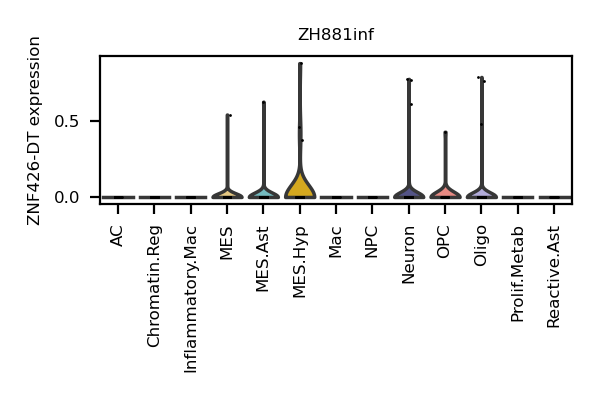 ZH881inf
ZNF426-DT expression
0.5
0.0
AC
Chromatin.Reg
Inflammatory.Mac
MES
MES.Ast
MES.Hyp
Mac
NPC
Neuron
OPC
Oligo
Prolif.Metab
Reactive.Ast